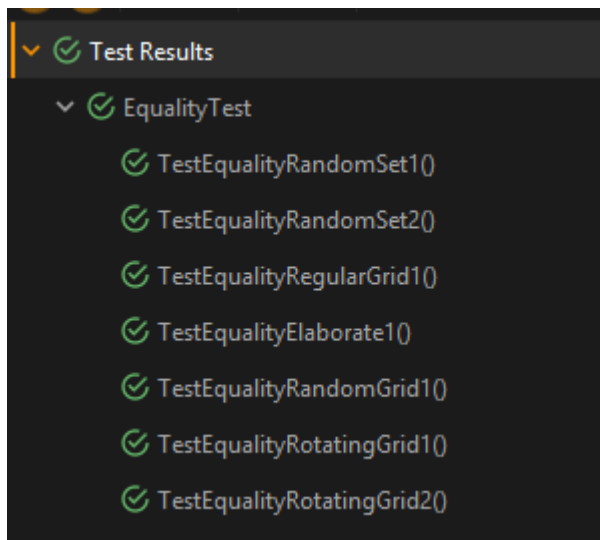 Test Results
EqualityTest
TestEqualityRandomSet1()
TestEqualityRandomSet2()
TestEqualityRegularGrid1()
TestEqualityElaborate1()
TestEqualityRandomGrid1()
TestEqualityRotatingGrid1()
TestEqualityRotatingGrid2()